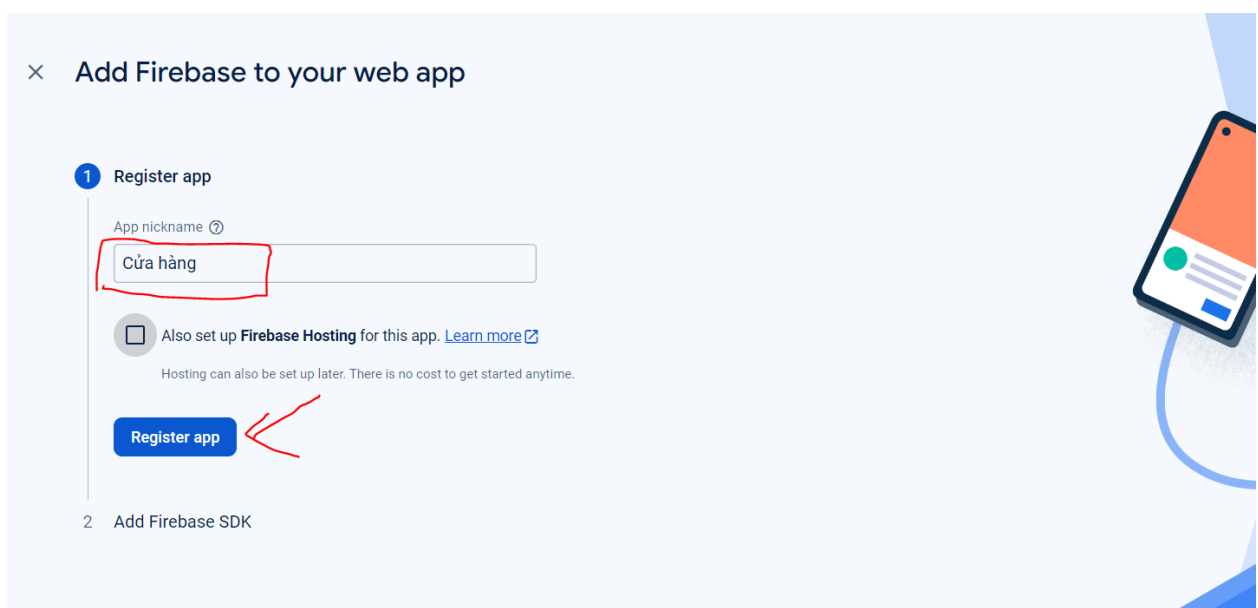 Add Firebase to your web app
1 Register app
App nickname
Cửa hàng
Also set up Firebase Hosting for this app. Learn more
Hosting can also be set up later. There is no cost to get started anytime.
Register app
2 Add Firebase SDK